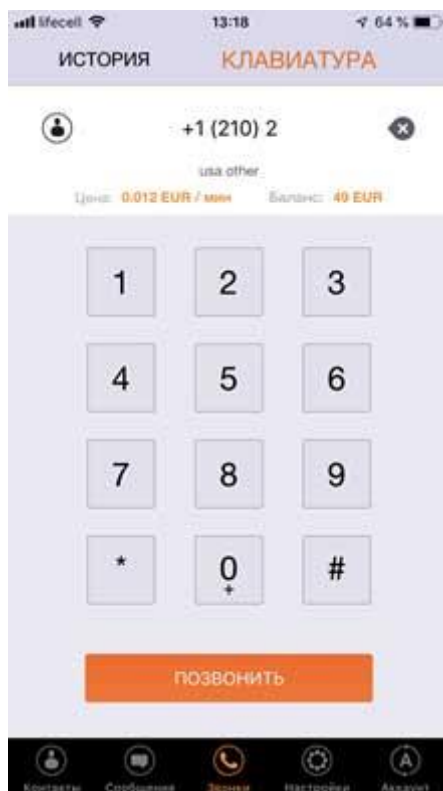 lifecell 13:18 64 %
ИСТОРИЯ КЛАВИАТУРА
+1 (210) 2
usa other
Цена: 0.012 EUR / мин Баланс: 49 EUR
1 2 3
4 5 6
7 8 9
* 0 #
+
ПОЗВОНИТЬ
Контакты Сообщения Звонки Настройки Аккаунт